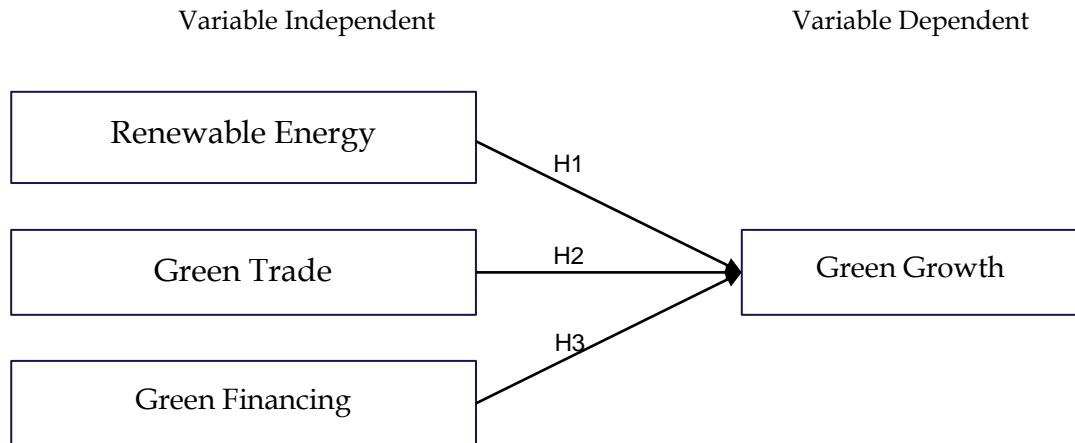 Variable Independent
Variable Dependent
Renewable Energy
H1
Green Trade
H2
Green Growth
H3
Green Financing